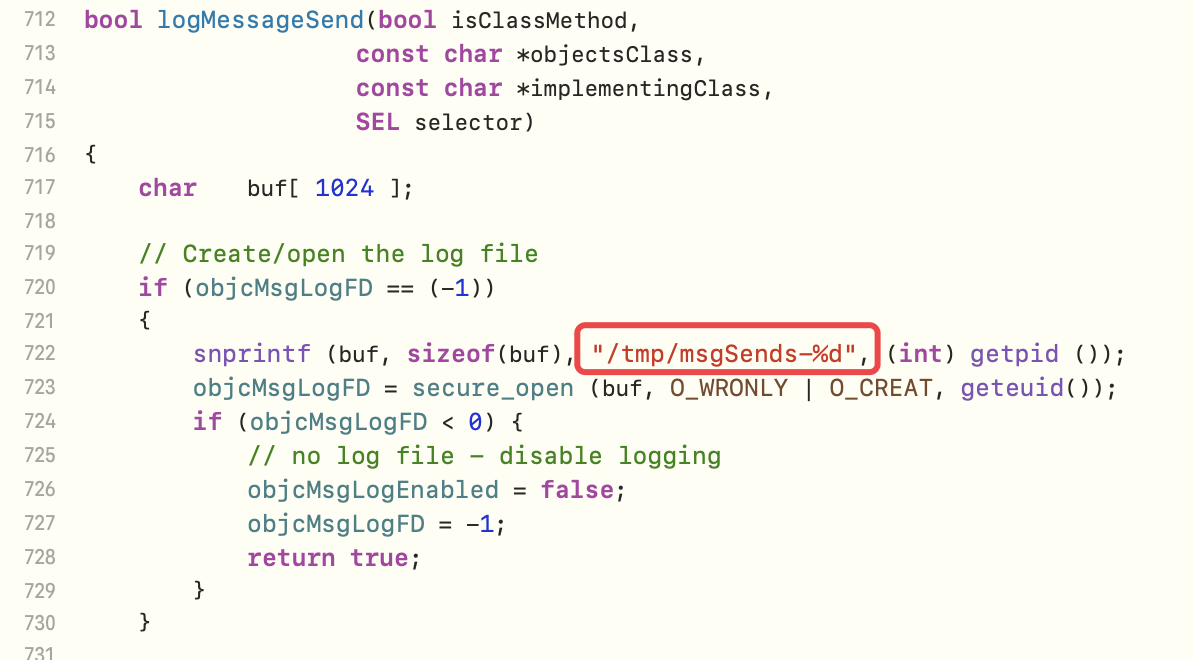 712 bool logMessageSend(bool isClassMethod,
713 const char *objectsClass,
714 const char *implementingClass,
715 SEL selector)
716 {
717 char buf[ 1024 ];
718
719 // Create/open the log file
720 if (objcMsgLogFD == (-1))
721 {
722 snprintf (buf, sizeof(buf), "/tmp/msgSends-%d", (int) getpid ());
723 objcMsgLogFD = secure_open (buf, O_WRONLY | O_CREAT, geteuid());
724 if (objcMsgLogFD < 0) {
725 // no log file - disable logging
726 objcMsgLogEnabled = false;
727 objcMsgLogFD = -1;
728 return true;
729 }
730 }
731